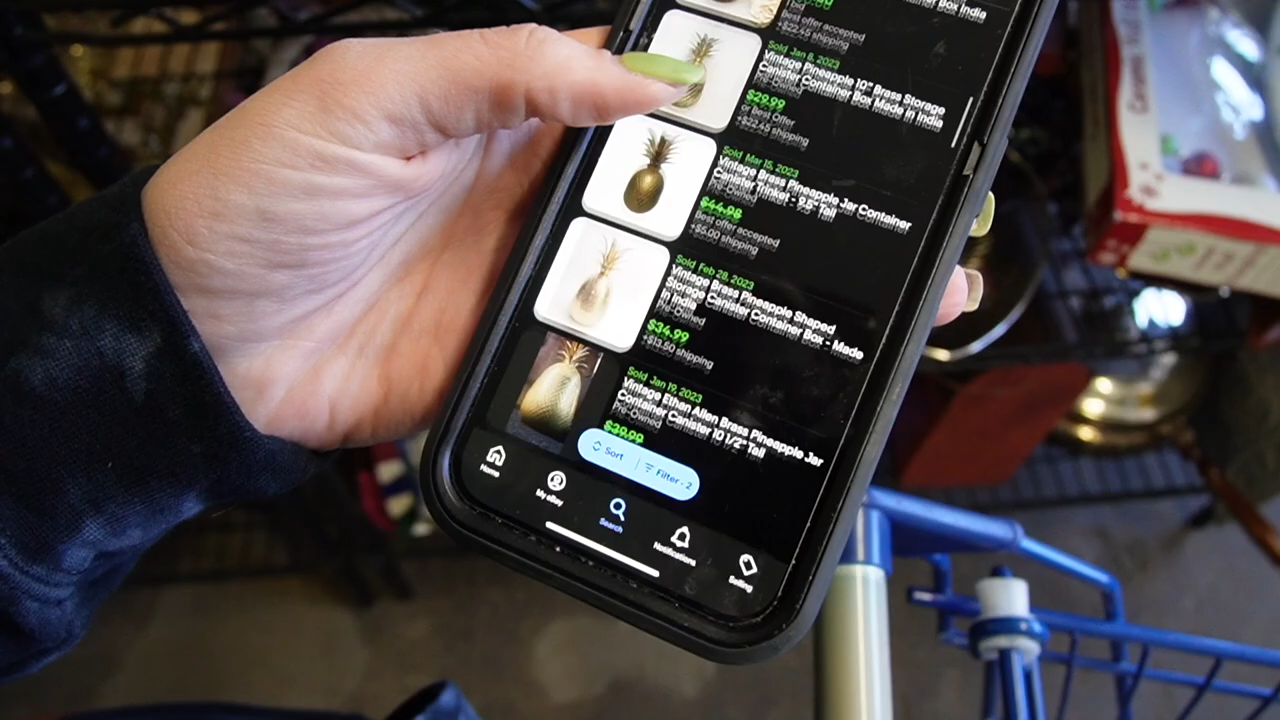 Box India
Best offer accepted
+$22.45 shipping
Sold Jan 8, 2023
Vintage Pineapple 10" Brass Storage
Canister Container Box Made in India
Pre-Owned
$29.99
or Best Offer
+$22.45 shipping
Sold Mar 15, 2023
Vintage Brass Pineapple Jar Container
Canister Trinket - 9.5" Tall
Pre-Owned
$44.98
Best offer accepted
+$5.00 shipping
Sold Feb 28, 2023
Vintage Brass Pineapple Shaped
Storage Canister Container Box - Made
in India
Pre-Owned
$34.99
+$13.50 shipping
Sold Jan 19, 2023
Vintage Ethan Allen Brass Pineapple Jar
Container Canister 10 1/2" Tall
Pre-Owned
$39.99
Sort
Filter - 2
Home
My eBay
Search
Notifications
Selling